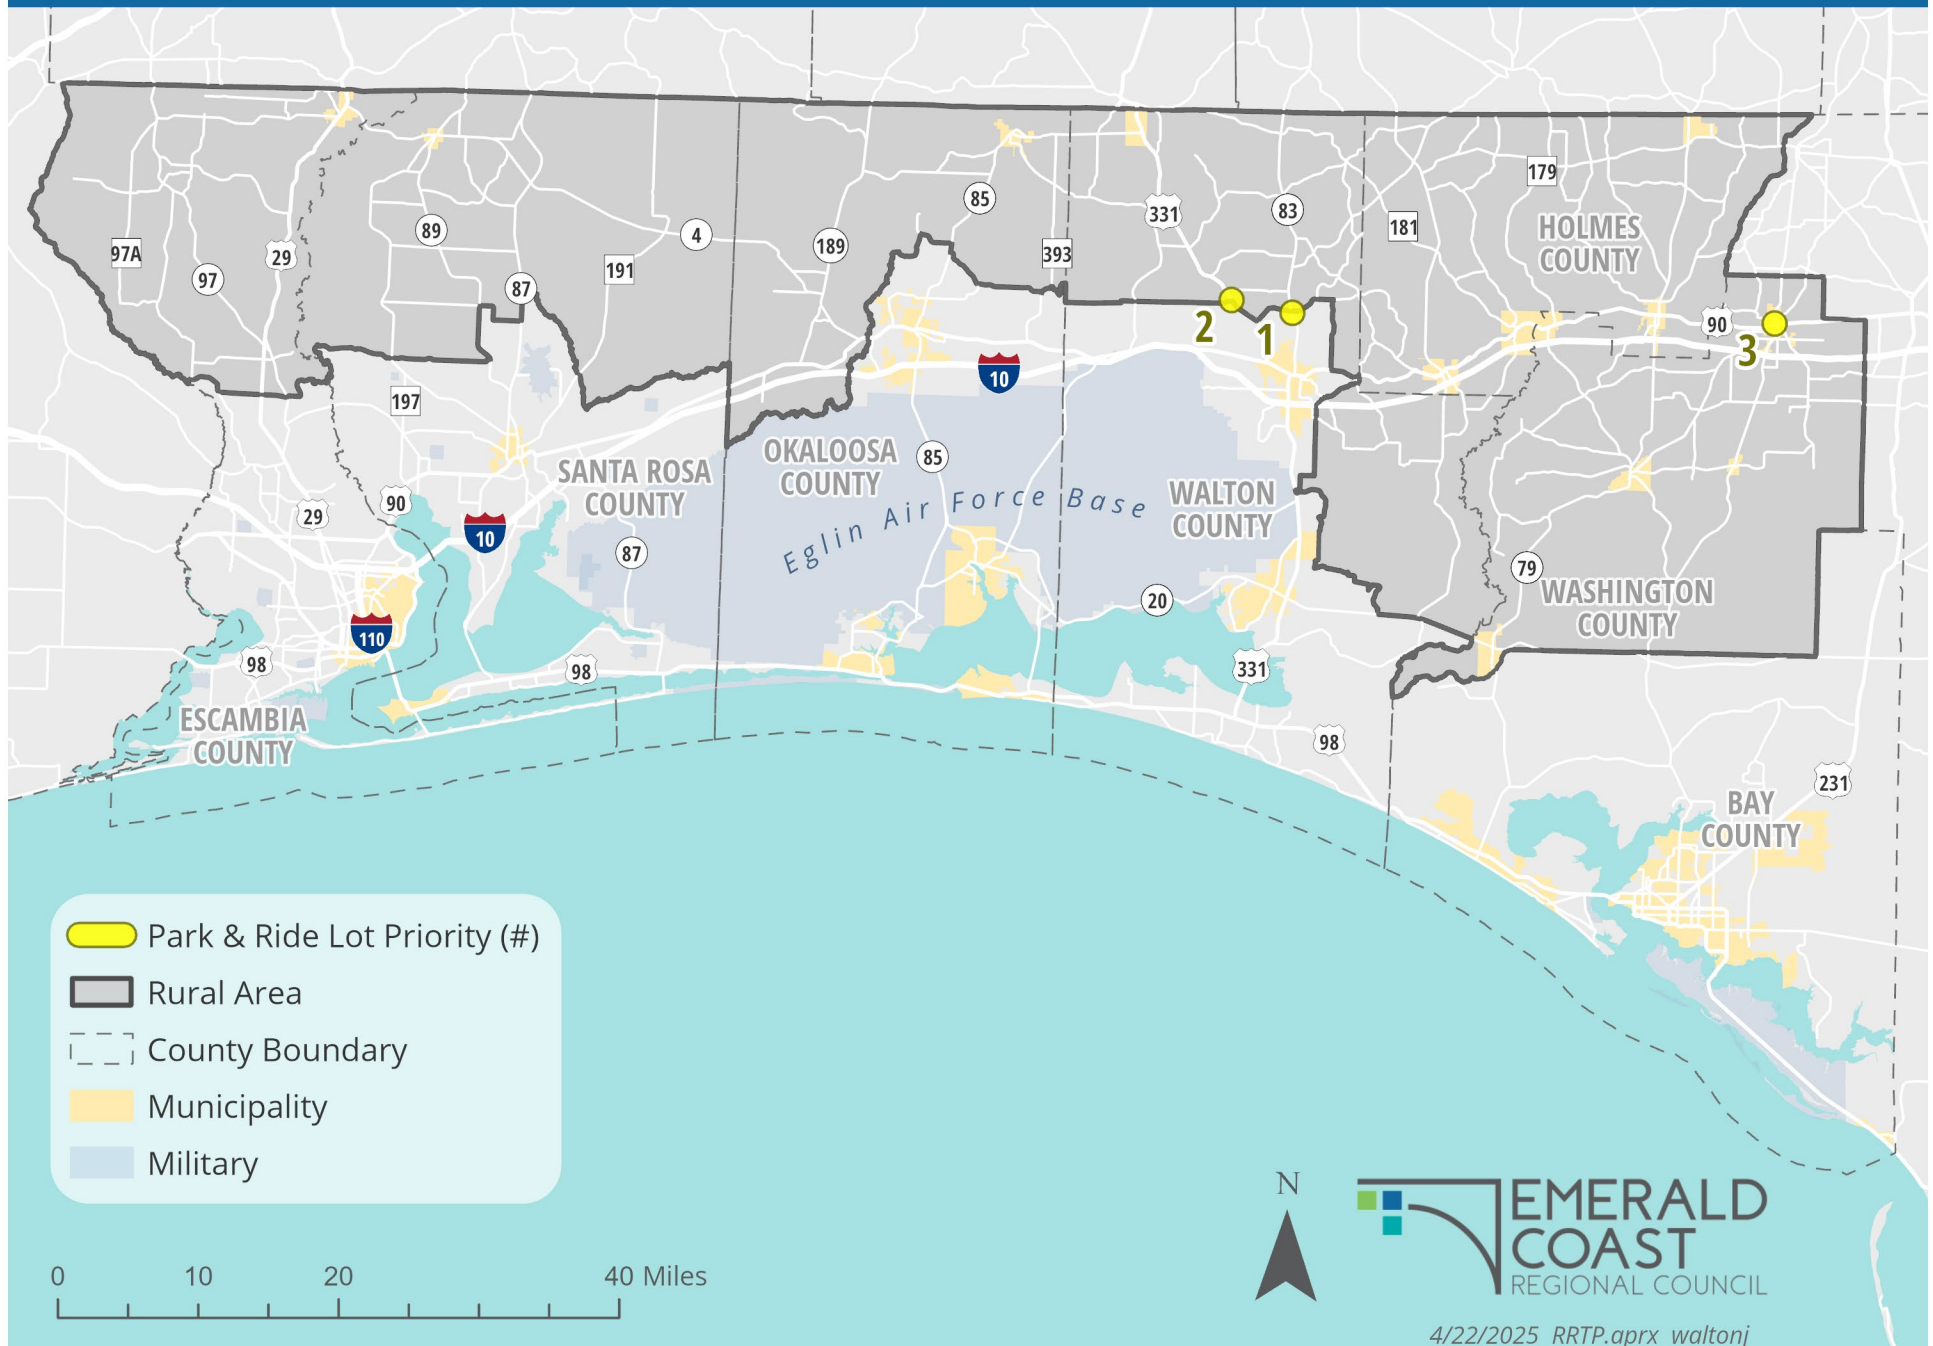 179
85
331
83
181
HOLMES
COUNTY
89
4
189
97A
29
393
191
97
87
2
1
90
3
10
197
OKALOOSA
COUNTY
85
SANTA ROSA
COUNTY
WALTON
COUNTY
Eglin Air Force Base
29
90
10
87
79
20
WASHINGTON
COUNTY
110
98
98
331
ESCAMBIA
COUNTY
98
231
BAY
COUNTY
Park & Ride Lot Priority (#)
Rural Area
County Boundary
Municipality
Military
0 10 20 40 Miles
N
EMERALD
COAST
REGIONAL COUNCIL
4/22/2025 RRTP.aprx waltonj